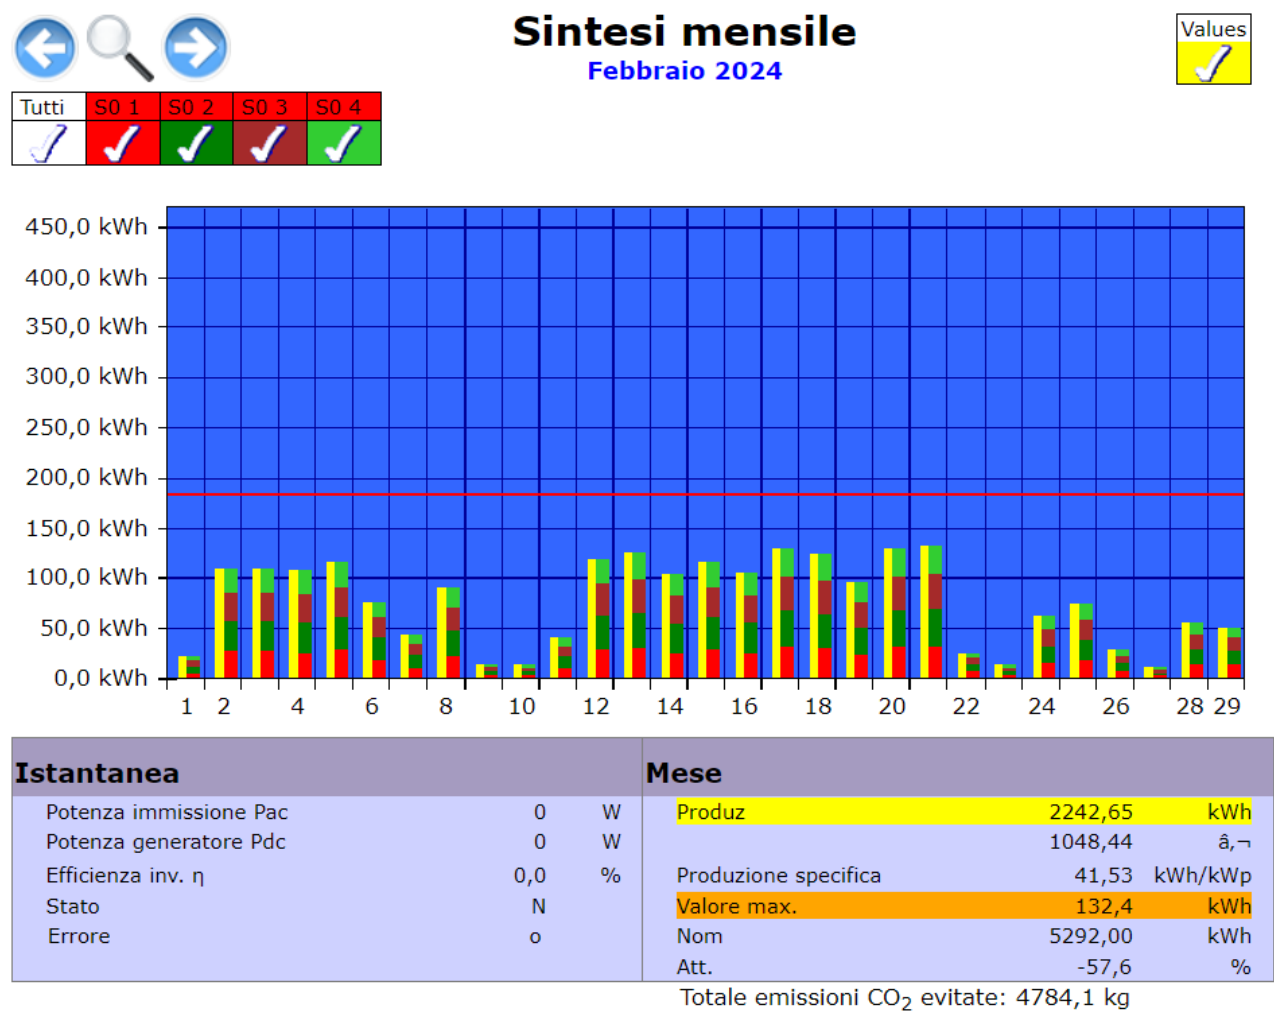 Sintesi mensile
Febbraio 2024
Values
Tutti S0 1 S0 2 S0 3 S0 4
450,0 kWh
400,0 kWh
350,0 kWh
300,0 kWh
250,0 kWh
200,0 kWh
150,0 kWh
100,0 kWh
50,0 kWh
0,0 kWh
1 2 4 6 8 10 12 14 16 18 20 22 24 26 28 29
Istantanea
Potenza immissione Pac 0 W
Potenza generatore Pdc 0 W
Efficienza inv. η 0,0 %
Stato N
Errore o
Mese
Produz 2242,65 kWh
1048,44 â‚¬
Produzione specifica 41,53 kWh/kWp
Valore max. 132,4 kWh
Nom 5292,00 kWh
Att. -57,6 %
Totale emissioni CO₂ evitate: 4784,1 kg